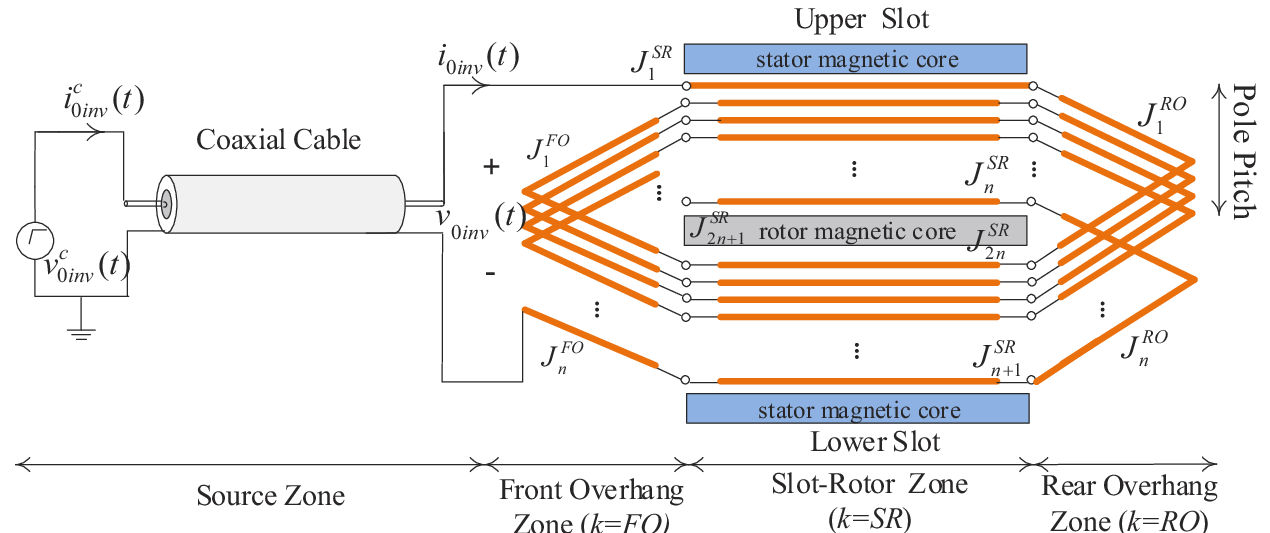 Upper Slot
stator magnetic core
i_{0inv}(t)
J_1^{SR}
i_{0inv}^c(t)
Coaxial Cable
J_1^{FO}
J_1^{RO}
Pole Pitch
+
J_n^{SR}
v_{0inv}(t)
J_{2n+1}^{SR}
rotor magnetic core
J_{2n}^{SR}
v_{0inv}^c(t)
-
J_n^{FO}
J_{n+1}^{SR}
J_n^{RO}
stator magnetic core
Lower Slot
Source Zone
Front Overhang
Zone (k=FO)
Slot-Rotor Zone
(k=SR)
Rear Overhang
Zone (k=RO)